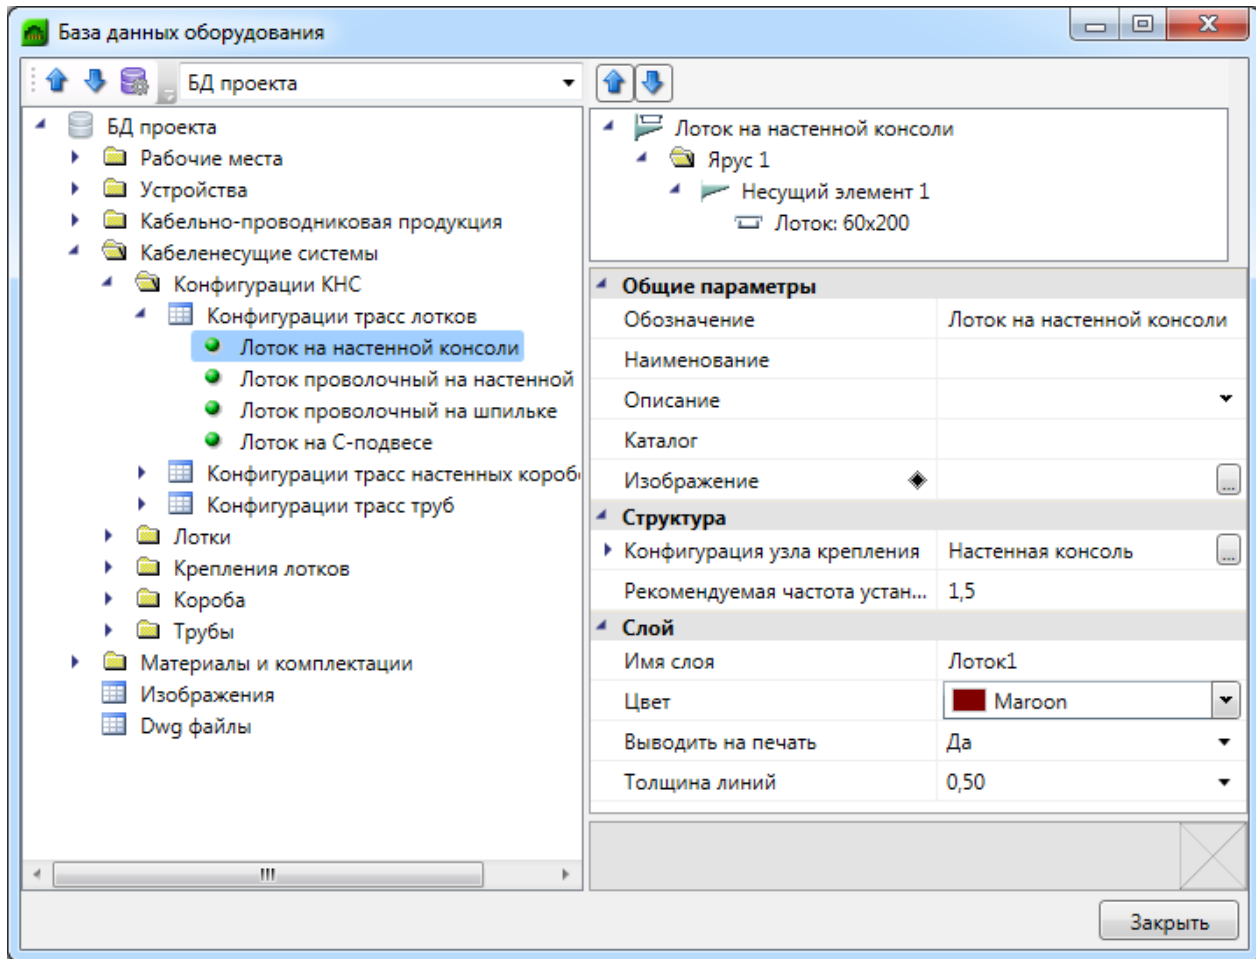 База данных оборудования
БД проекта
БД проекта
Рабочие места
Устройства
Кабельно-проводниковая продукция
Кабеленесущие системы
Конфигурации КНС
Конфигурации трасс лотков
Лоток на настенной консоли
Лоток проволочный на настенной
Лоток проволочный на шпильке
Лоток на С-подвесе
Конфигурации трасс настенных коробо
Конфигурации трасс труб
Лотки
Крепления лотков
Короба
Трубы
Материалы и комплектации
Изображения
Dwg файлы
Лоток на настенной консоли
Ярус 1
Несущий элемент 1
Лоток: 60x200
Общие параметры
Обозначение Лоток на настенной консоли
Наименование
Описание
Каталог
Изображение ...
Структура
Конфигурация узла крепления Настенная консоль ...
Рекомендуемая частота устан... 1,5
Слой
Имя слоя Лоток1
Цвет Maroon
Выводить на печать Да
Толщина линий 0,50
Закрыть